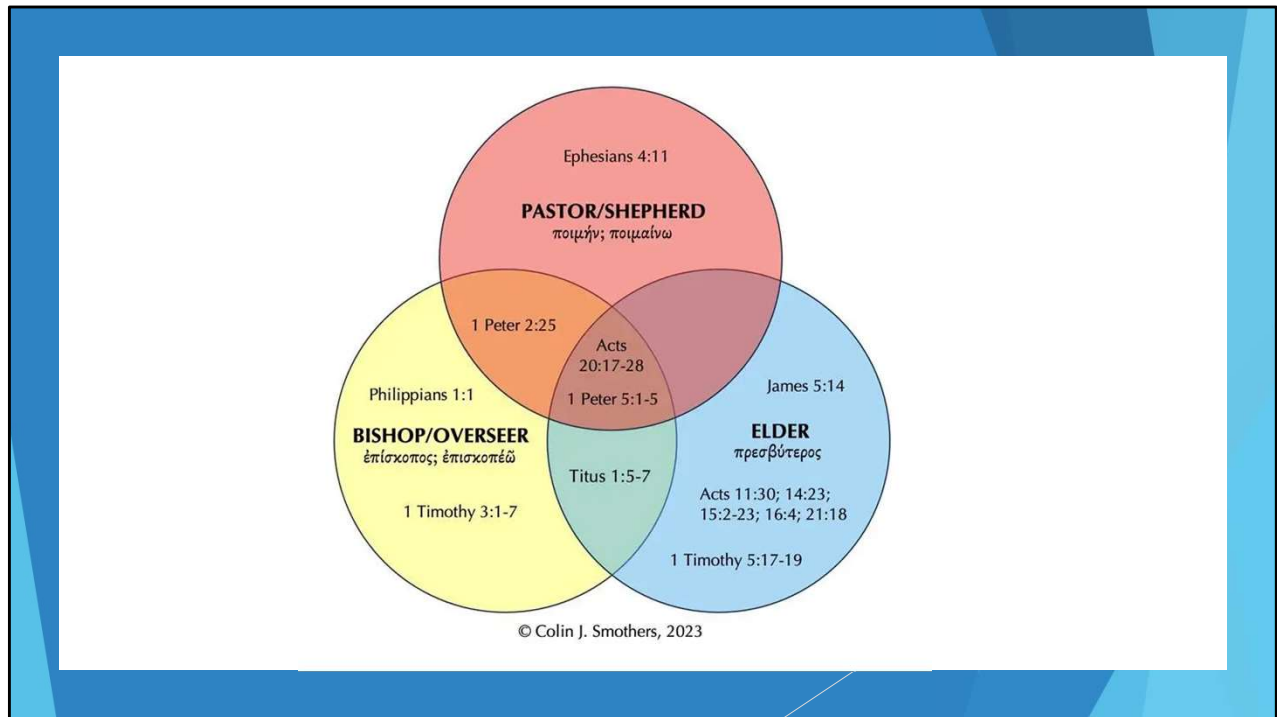 Ephesians 4:11
PASTOR/SHEPHERD
ποιμήν; ποιμαίνω
1 Peter 2:25
Acts
20:17-28
1 Peter 5:1-5
Philippians 1:1
BISHOP/OVERSEER
ἐπίσκοπος; ἐπισκοπέω̃
1 Timothy 3:1-7
Titus 1:5-7
James 5:14
ELDER
πρεσβύτερος
Acts 11:30; 14:23;
15:2-23; 16:4; 21:18
1 Timothy 5:17-19
© Colin J. Smothers, 2023